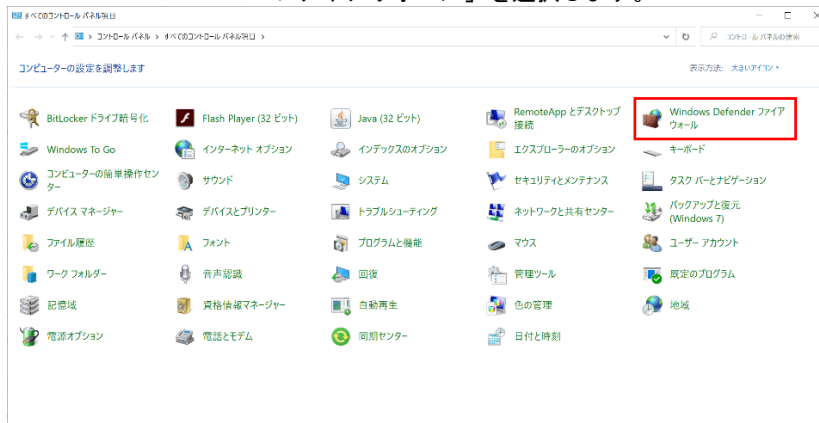 ファイアウォール」を選択します。
すべてのコントロール パネル項目
コントロール パネル > すべてのコントロール パネル項目 >
コントロール パネルの検索
コンピューターの設定を調整します
表示方法: 大きいアイコン
BitLocker ドライブ暗号化
Flash Player (32 ビット)
Java (32 ビット)
RemoteApp とデスクトップ
接続
Windows Defender ファイア
ウォール
Windows To Go
インターネット オプション
インデックスのオプション
エクスプローラーのオプション
キーボード
コンピューターの簡単操作セン
ター
サウンド
システム
セキュリティとメンテナンス
タスク バーとナビゲーション
デバイス マネージャー
デバイスとプリンター
トラブルシューティング
ネットワークと共有センター
バックアップと復元
(Windows 7)
ファイル履歴
フォント
プログラムと機能
マウス
ユーザー アカウント
ワーク フォルダー
音声認識
回復
管理ツール
既定のプログラム
記憶域
資格情報マネージャー
自動再生
色の管理
地域
電源オプション
電話とモデム
同期センター
日付と時刻